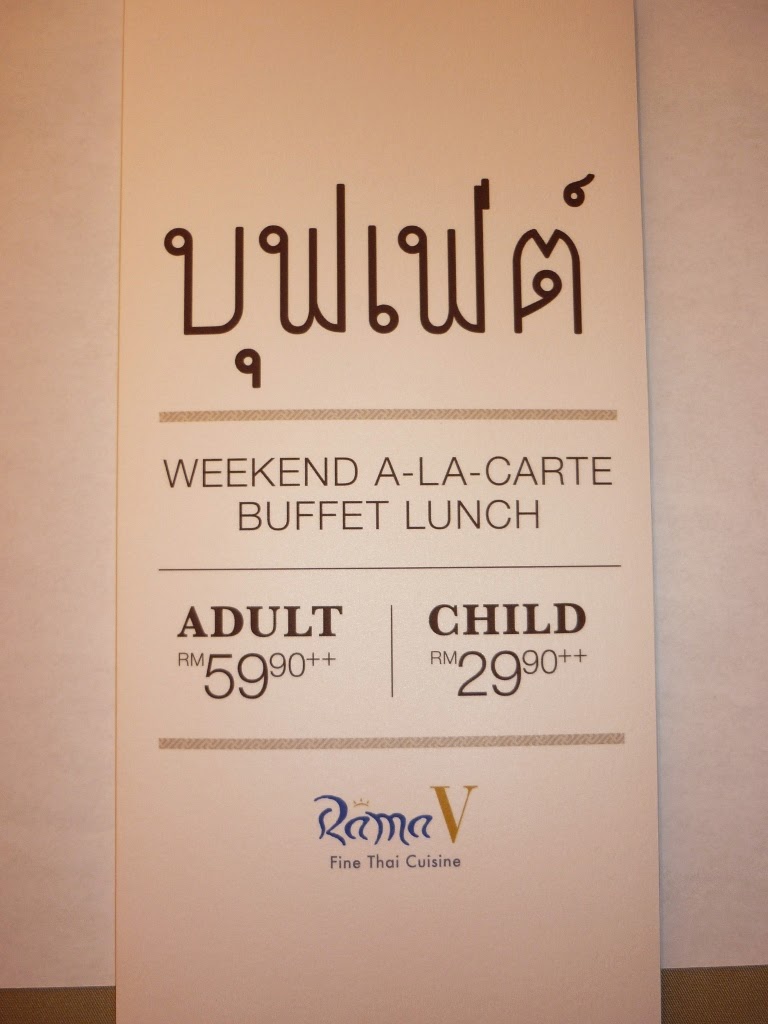 บุฟเฟ่ต์
WEEKEND A-LA-CARTE
BUFFET LUNCH
ADULT
RM5990++
CHILD
RM2990++
Rama V
Fine Thai Cuisine